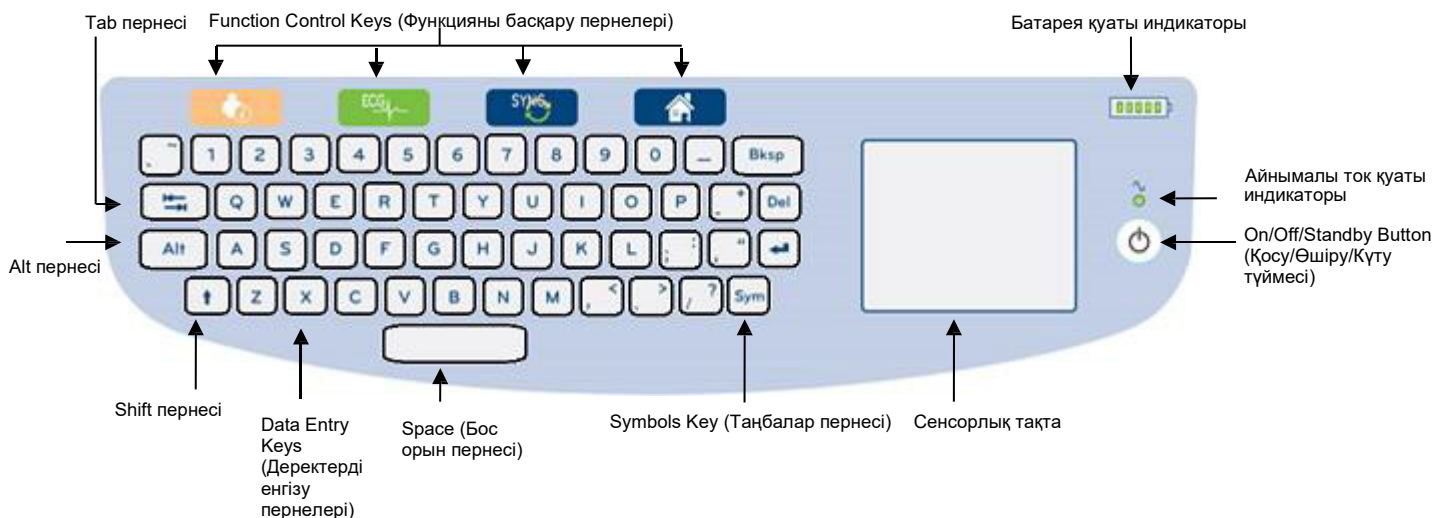 Tab пернесі
Function Control Keys (Функцияны басқару пернелері)
Батарея қуаты индикаторы
ECG
SYNC
~ `
1 2 3 4 5 6 7 8 9 0 _ Bksp
Q W E R T Y U I O P + Del
Айнымалы ток қуаты
индикаторы
Alt A S D F G H J K L ; : "
On/Off/Standby Button
(Қосу/Өшіру/Күту
түймесі)
Alt пернесі
Z X C V B N M , < . > / ? Sym
Shift пернесі
Data Entry
Keys
(Деректерді
енгізу
пернелері)
Space (Бос
орын пернесі)
Symbols Key (Таңбалар пернесі)
Сенсорлық тақта